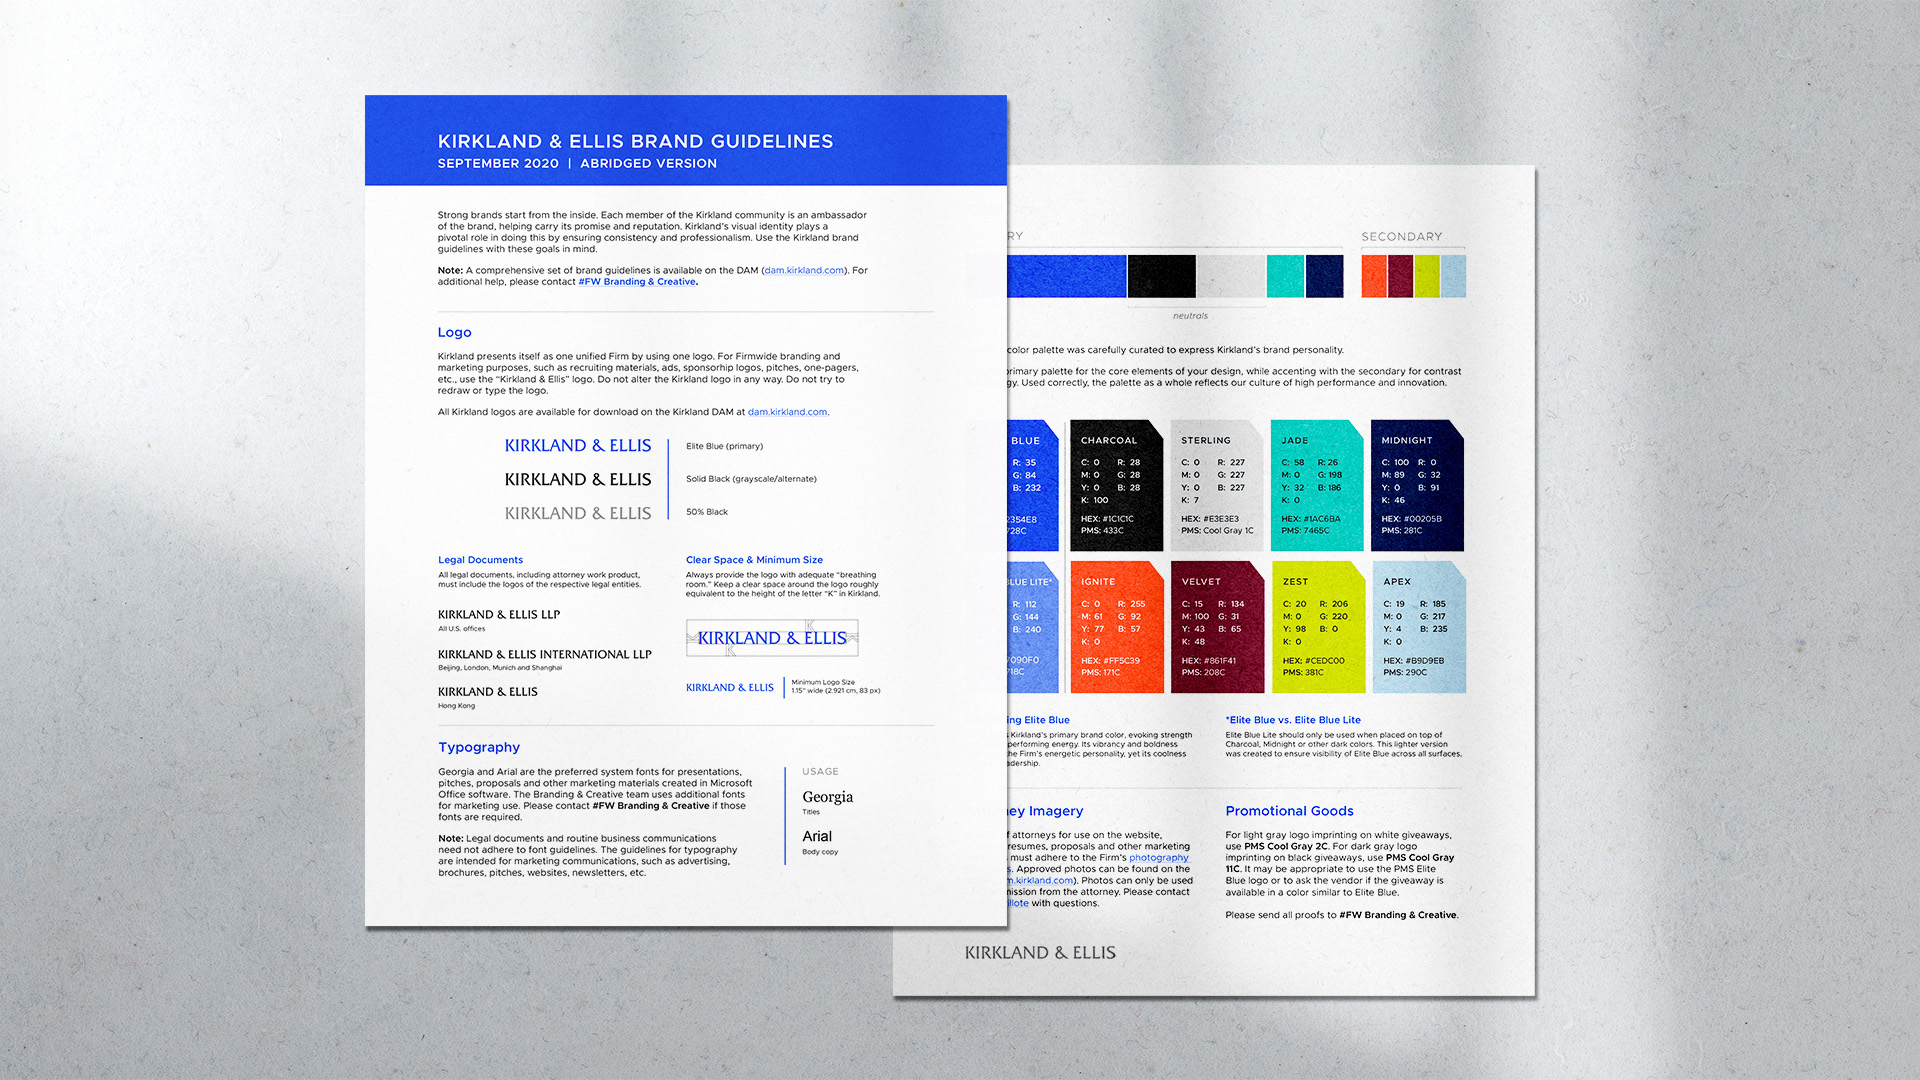 KIRKLAND & ELLIS BRAND GUIDELINES
SEPTEMBER 2020 | ABRIDGED VERSION
Strong brands start from the inside. Each member of the Kirkland community is an ambassador
of the brand, helping carry its promise and reputation. Kirkland's visual identity plays a
pivotal role in doing this by ensuring consistency and professionalism. Use the Kirkland brand
guidelines with these goals in mind.
Note: A comprehensive set of brand guidelines is available on the DAM (dam.kirkland.com). For
additional help, please contact #FW Branding & Creative.
Logo
Kirkland presents itself as one unified Firm by using one logo. For Firmwide branding and
marketing purposes, such as recruiting materials, ads, sponsorhip logos, pitches, one-pagers,
etc., use the "Kirkland & Ellis" logo. Do not alter the Kirkland logo in any way. Do not try to
redraw or type the logo.
All Kirkland logos are available for download on the Kirkland DAM at dam.kirkland.com.
KIRKLAND & ELLIS
Elite Blue (primary)
KIRKLAND & ELLIS
Solid Black (grayscale/alternate)
KIRKLAND & ELLIS
50% Black
Legal Documents
All legal documents, including attorney work product,
must include the logos of the respective legal entities.
KIRKLAND & ELLIS LLP
All U.S. offices
KIRKLAND & ELLIS INTERNATIONAL LLP
Beijing, London, Munich and Shanghai
KIRKLAND & ELLIS
Hong Kong
Clear Space & Minimum Size
Always provide the logo with adequate "breathing
room." Keep a clear space around the logo roughly
equivalent to the height of the letter "K" in Kirkland.
K
KIRKLAND & ELLIS
K
KIRKLAND & ELLIS
Minimum Logo Size
1.15" wide (2.921 cm, 83 px)
Typography
Georgia and Arial are the preferred system fonts for presentations,
pitches, proposals and other marketing materials created in Microsoft
Office software. The Branding & Creative team uses additional fonts
for marketing use. Please contact #FW Branding & Creative if those
fonts are required.
Note: Legal documents and routine business communications
need not adhere to font guidelines. The guidelines for typography
are intended for marketing communications, such as advertising,
brochures, pitches, websites, newsletters, etc.
USAGE
Georgia
Titles
Arial
Body copy
RY
SECONDARY
neutrals
color palette was carefully curated to express Kirkland's brand personality.
primary palette for the core elements of your design, while accenting with the secondary for contrast
gy. Used correctly, the palette as a whole reflects our culture of high performance and innovation.
BLUE
R: 35
G: 84
B: 232
2354E8
728C
CHARCOAL
C: 0 R: 28
M: 0 G: 28
Y: 0 B: 28
K: 100
HEX: #1C1C1C
PMS: 433C
STERLING
C: 0 R: 227
M: 0 G: 227
Y: 0 B: 227
K: 7
HEX: #E3E3E3
PMS: Cool Gray 1C
JADE
C: 58 R: 26
M: 0 G: 198
Y: 32 B: 186
K: 0
HEX: #1AC6BA
PMS: 7465C
MIDNIGHT
C: 100 R: 0
M: 89 G: 32
Y: 0 B: 91
K: 46
HEX: #00205B
PMS: 281C
BLUE LITE*
R: 112
G: 144
B: 240
7090F0
718C
IGNITE
C: 0 R: 255
M: 61 G: 92
Y: 77 B: 57
K: 0
HEX: #FF5C39
PMS: 171C
VELVET
C: 15 R: 134
M: 100 G: 31
Y: 43 B: 65
K: 48
HEX: #861F41
PMS: 208C
ZEST
C: 20 R: 206
M: 0 G: 220
Y: 98 B: 0
K: 0
HEX: #CEDC00
PMS: 381C
APEX
C: 19 R: 185
M: 0 G: 217
Y: 4 B: 235
K: 0
HEX: #B9D9EB
PMS: 290C
ing Elite Blue
s Kirkland's primary brand color, evoking strength
performing energy. Its vibrancy and boldness
the Firm's energetic personality, yet its coolness
adership.
*Elite Blue vs. Elite Blue Lite
Elite Blue Lite should only be used when placed on top of
Charcoal, Midnight or other dark colors. This lighter version
was created to ensure visibility of Elite Blue across all surfaces.
ey Imagery
f attorneys for use on the website,
resumes, proposals and other marketing
must adhere to the Firm's photography
s. Approved photos can be found on the
m.kirkland.com). Photos can only be used
mission from the attorney. Please contact
illote with questions.
Promotional Goods
For light gray logo imprinting on white giveaways,
use PMS Cool Gray 2C. For dark gray logo
imprinting on black giveaways, use PMS Cool Gray
11C. It may be appropriate to use the PMS Elite
Blue logo or to ask the vendor if the giveaway is
available in a color similar to Elite Blue.
Please send all proofs to #FW Branding & Creative.
KIRKLAND & ELLIS